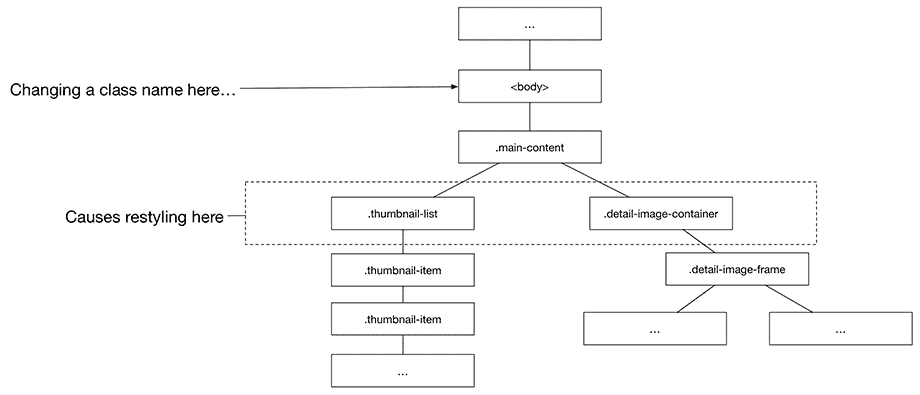 ...
Changing a class name here...
<body>
.main-content
Causes restyling here
.thumbnail-list
.detail-image-container
.thumbnail-item
.detail-image-frame
.thumbnail-item
...
...
...